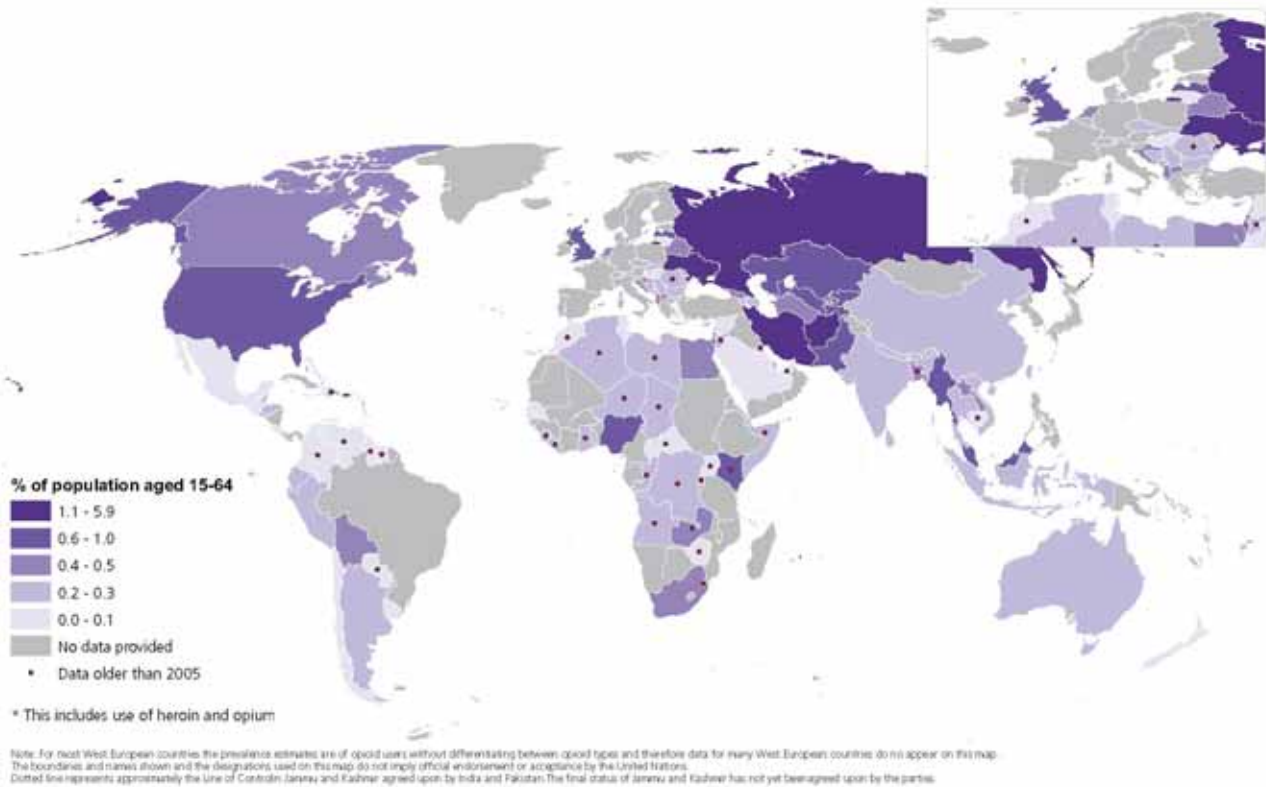 % of population aged 15-64
1.1 - 5.9
0.6 - 1.0
0.4 - 0.5
0.2 - 0.3
0.0 - 0.1
No data provided
Data older than 2005
* This includes use of heroin and opium
Note: For most West European countries the prevalence estimates are of opioid users without differentiating between opioid types and therefore data for many West European countries do no appear on this map.
The boundaries and names shown and the designations used on this map do not imply official endorsement or acceptance by the United Nations.
Dotted line represents approximately the Line of Controlin Jammu and Kashmir agreed upon by India and Pakistan.The final status of Jammu and Kashmir has not yet beenagreed upon by the parties.